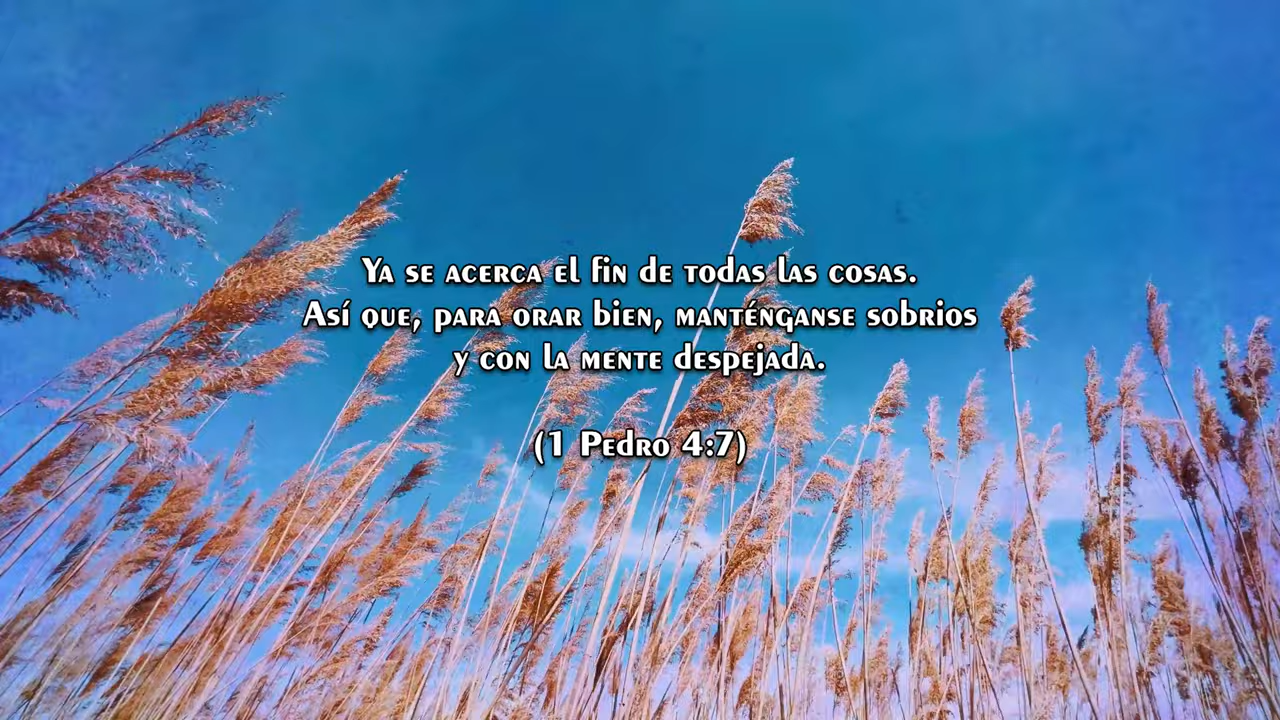 Ya se acerca el fin de todas las cosas.
Así que, para orar bien, manténganse sobrios
y con la mente despejada.
(1 Pedro 4:7)